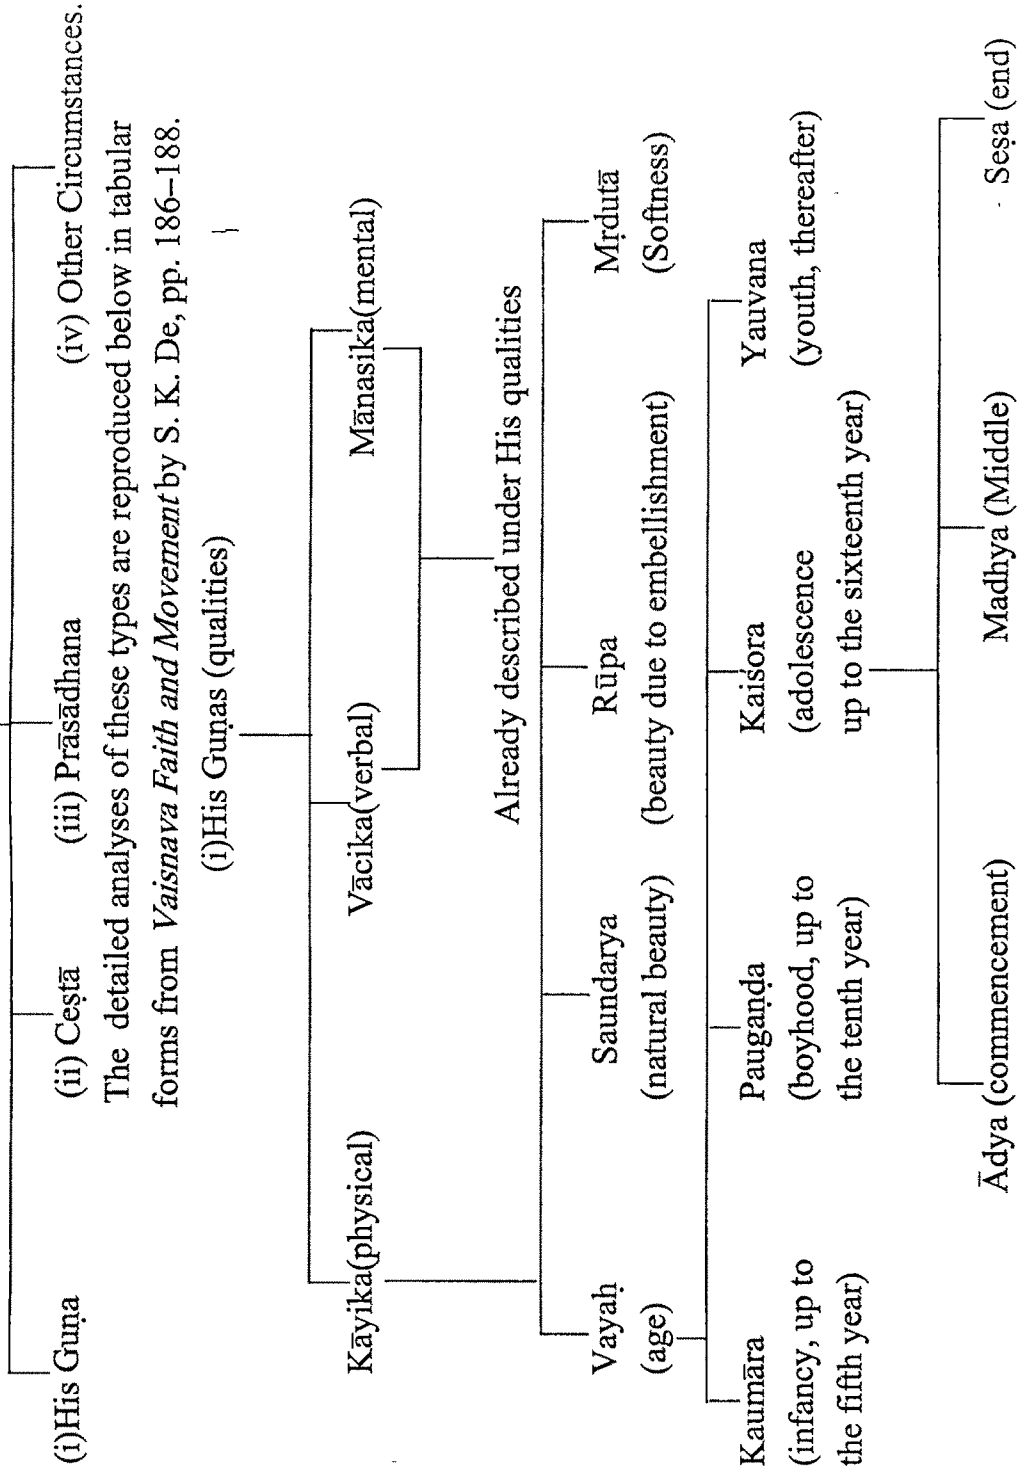 (i)His Guṇa (ii) Ceṣṭā (iii) Prāsādhana (iv) Other Circumstances.
The detailed analyses of these types are reproduced below in tabular
forms from Vaisnava Faith and Movement by S. K. De, pp. 186–188.
(i)His Guṇas (qualities)
Kāyika(physical) Vācika(verbal) Mānasika(mental)
Already described under His qualities
Vayaḥ Saundarya Rūpa Mṛdutā
(age) (natural beauty) (beauty due to embellishment) (Softness)
Kaumāra Paugaṇḍa Kaisora Yauvana
(infancy, up to (boyhood, up to (adolescence (youth, thereafter)
the fifth year) the tenth year) up to the sixteenth year)
Ādya (commencement) Madhya (Middle) Seṣa (end)